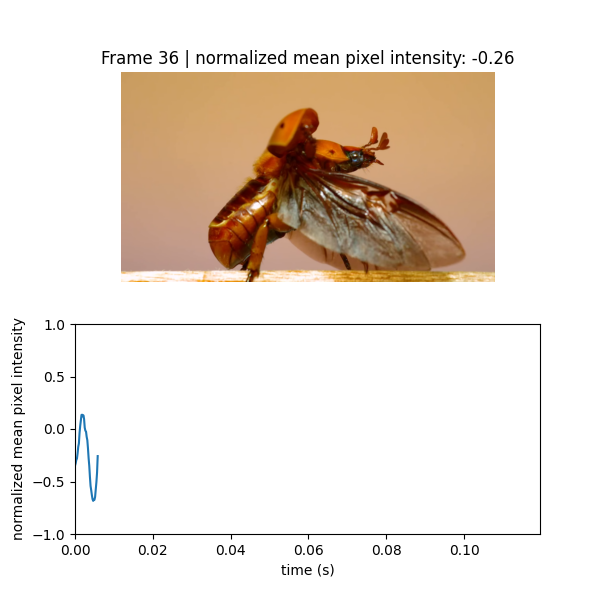 Frame 36 | normalized mean pixel intensity: -0.26
normalized mean pixel intensity
1.0
0.5
0.0
−0.5
−1.0
0.00 0.02 0.04 0.06 0.08 0.10
time (s)